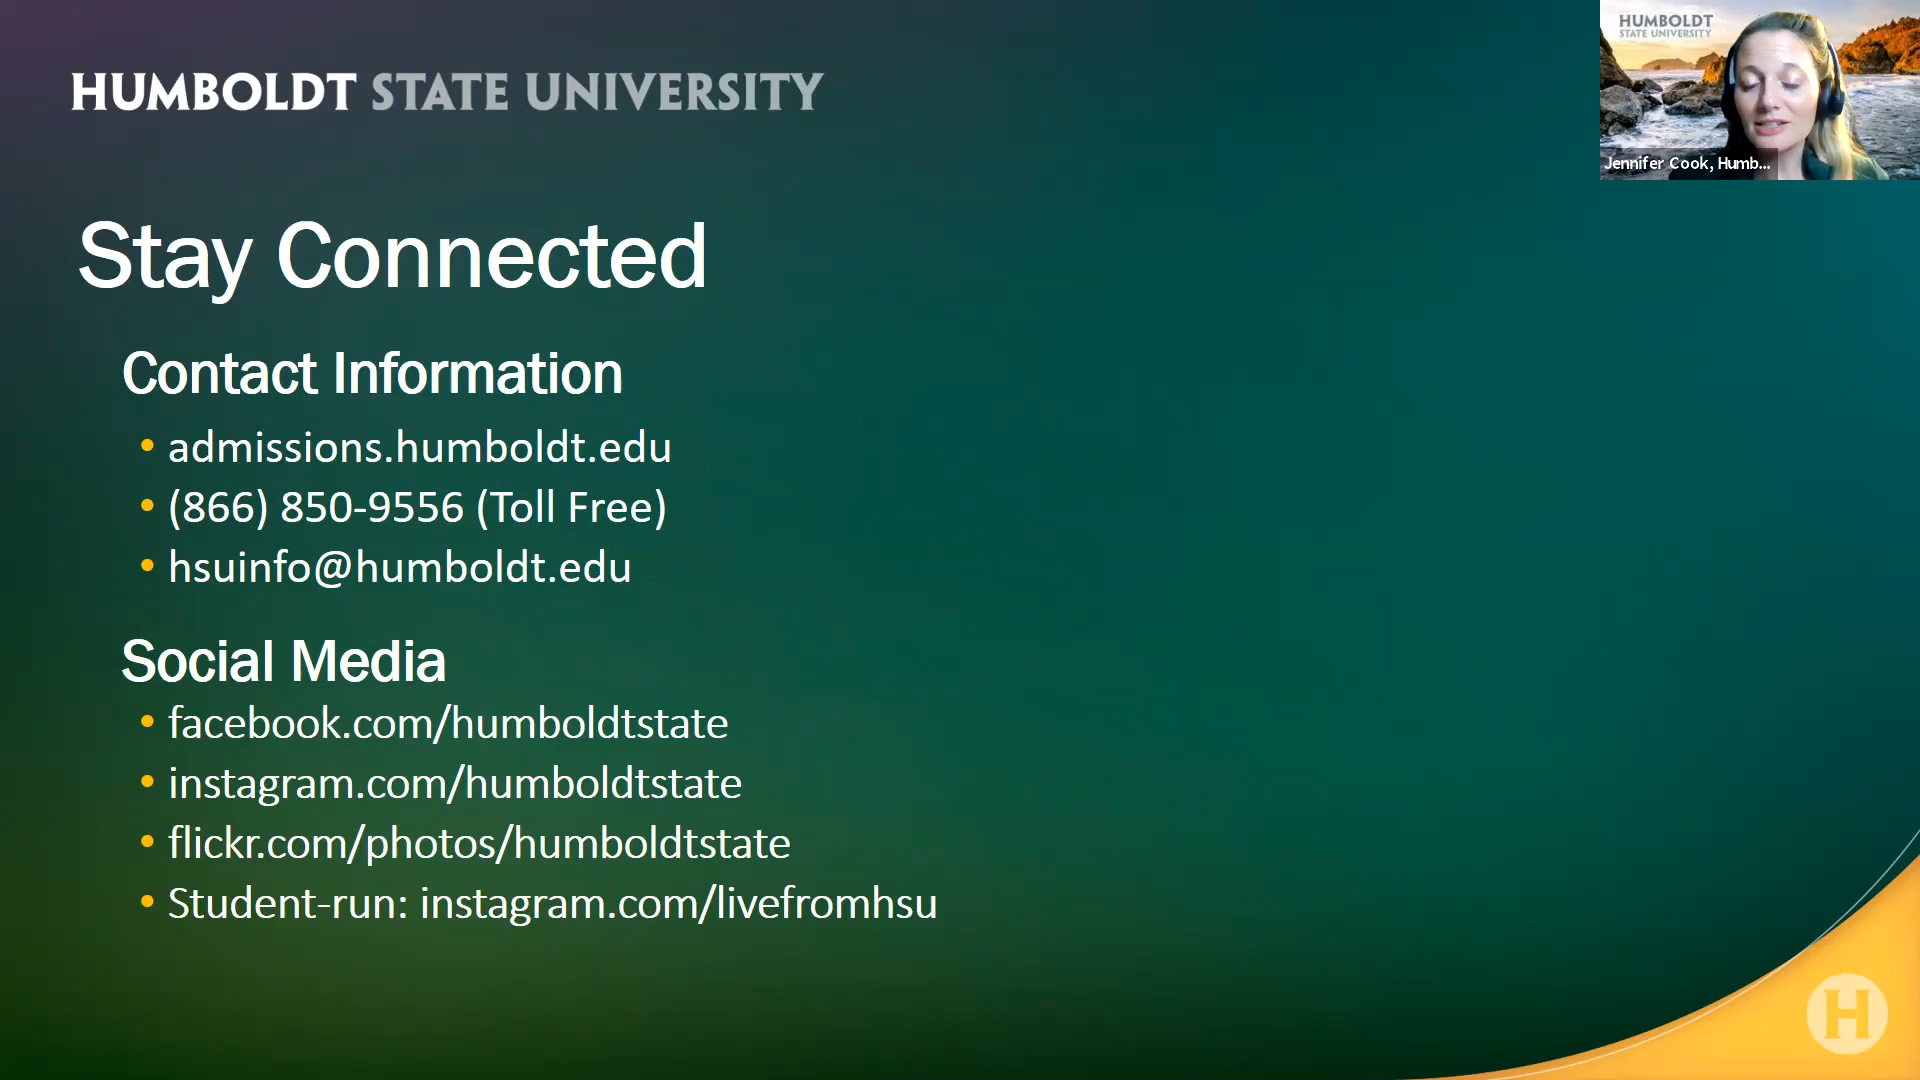 HUMBOLDT STATE UNIVERSITY
HUMBOLDT
STATE UNIVERSITY
Jennifer Cook, Humb...
Stay Connected
Contact Information
• admissions.humboldt.edu
• (866) 850-9556 (Toll Free)
• hsuinfo@humboldt.edu
Social Media
• facebook.com/humboldtstate
• instagram.com/humboldtstate
• flickr.com/photos/humboldtstate
• Student-run: instagram.com/livefromhsu
H